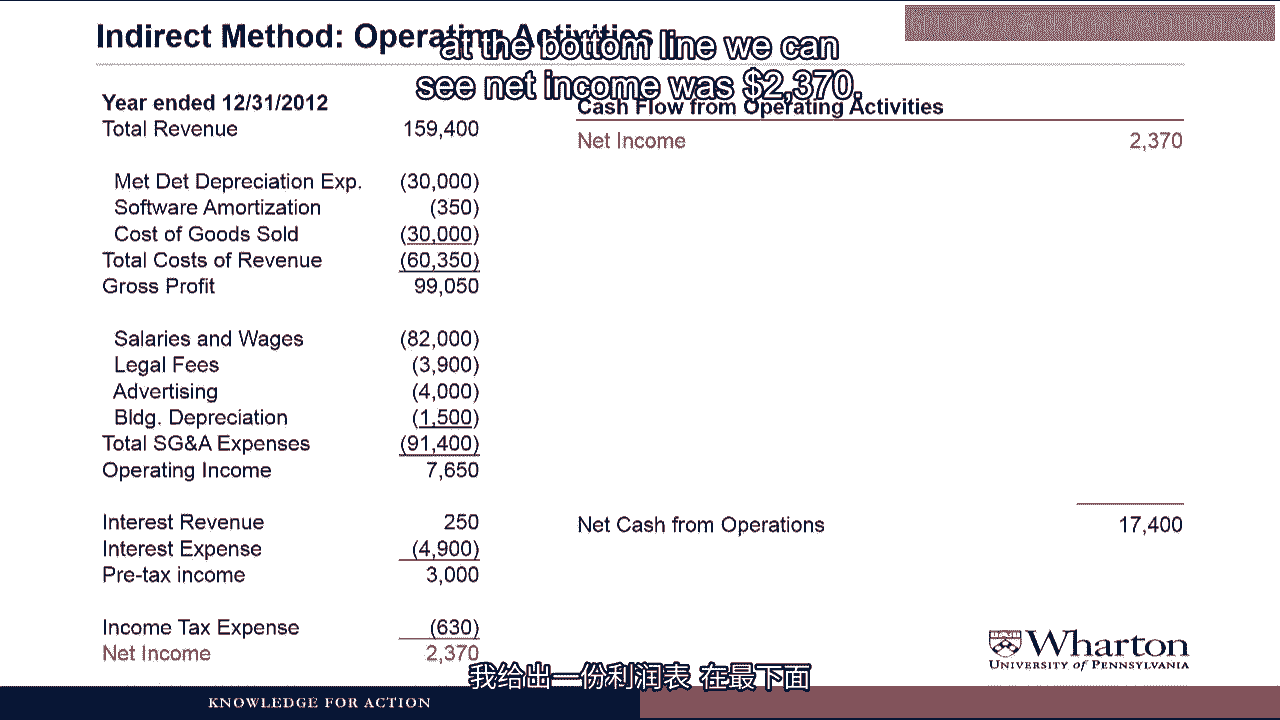 Indirect Method: Operating Activities
at the bottom line we can
see net income was $2,370.
Year ended 12/31/2012
Total Revenue 159,400
Met Det Depreciation Exp. (30,000)
Software Amortization (350)
Cost of Goods Sold (30,000)
Total Costs of Revenue (60,350)
Gross Profit 99,050
Salaries and Wages (82,000)
Legal Fees (3,900)
Advertising (4,000)
Bldg. Depreciation (1,500)
Total SG&A Expenses (91,400)
Operating Income 7,650
Interest Revenue 250
Interest Expense (4,900)
Pre-tax income 3,000
Income Tax Expense (630)
Net Income 2,370
Cash Flow from Operating Activities
Net Income 2,370
Net Cash from Operations 17,400
Wharton
UNIVERSITY of PENNSYLVANIA
我给出一份利润表 在最下面
KNOWLEDGE FOR ACTION